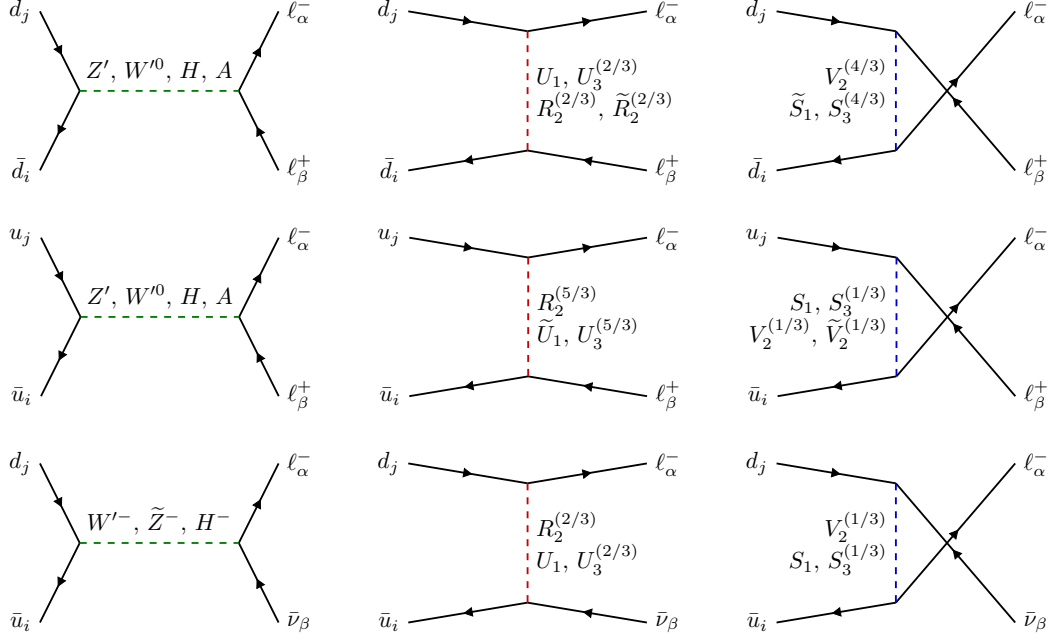 d_j ℓ_α^- d_j ℓ_α^- d_j ℓ_α^-
Z′, W′^0, H, A U_1, U_3^(2/3) V_2^(4/3)
R_2^(2/3), R̃_2^(2/3) S̃_1, S_3^(4/3)
d̄_i ℓ_β^+ d̄_i ℓ_β^+ d̄_i ℓ_β^+
u_j ℓ_α^- u_j ℓ_α^- u_j ℓ_α^-
Z′, W′^0, H, A R_2^(5/3) S_1, S_3^(1/3)
Ũ_1, U_3^(5/3) V_2^(1/3), Ṽ_2^(1/3)
ū_i ℓ_β^+ ū_i ℓ_β^+ ū_i ℓ_β^+
d_j ℓ_α^- d_j ℓ_α^- d_j ℓ_α^-
W′^-, Z̃^-, H^- R_2^(2/3) V_2^(1/3)
U_1, U_3^(2/3) S_1, S_3^(1/3)
ū_i ν̄_β ū_i ν̄_β ū_i ν̄_β